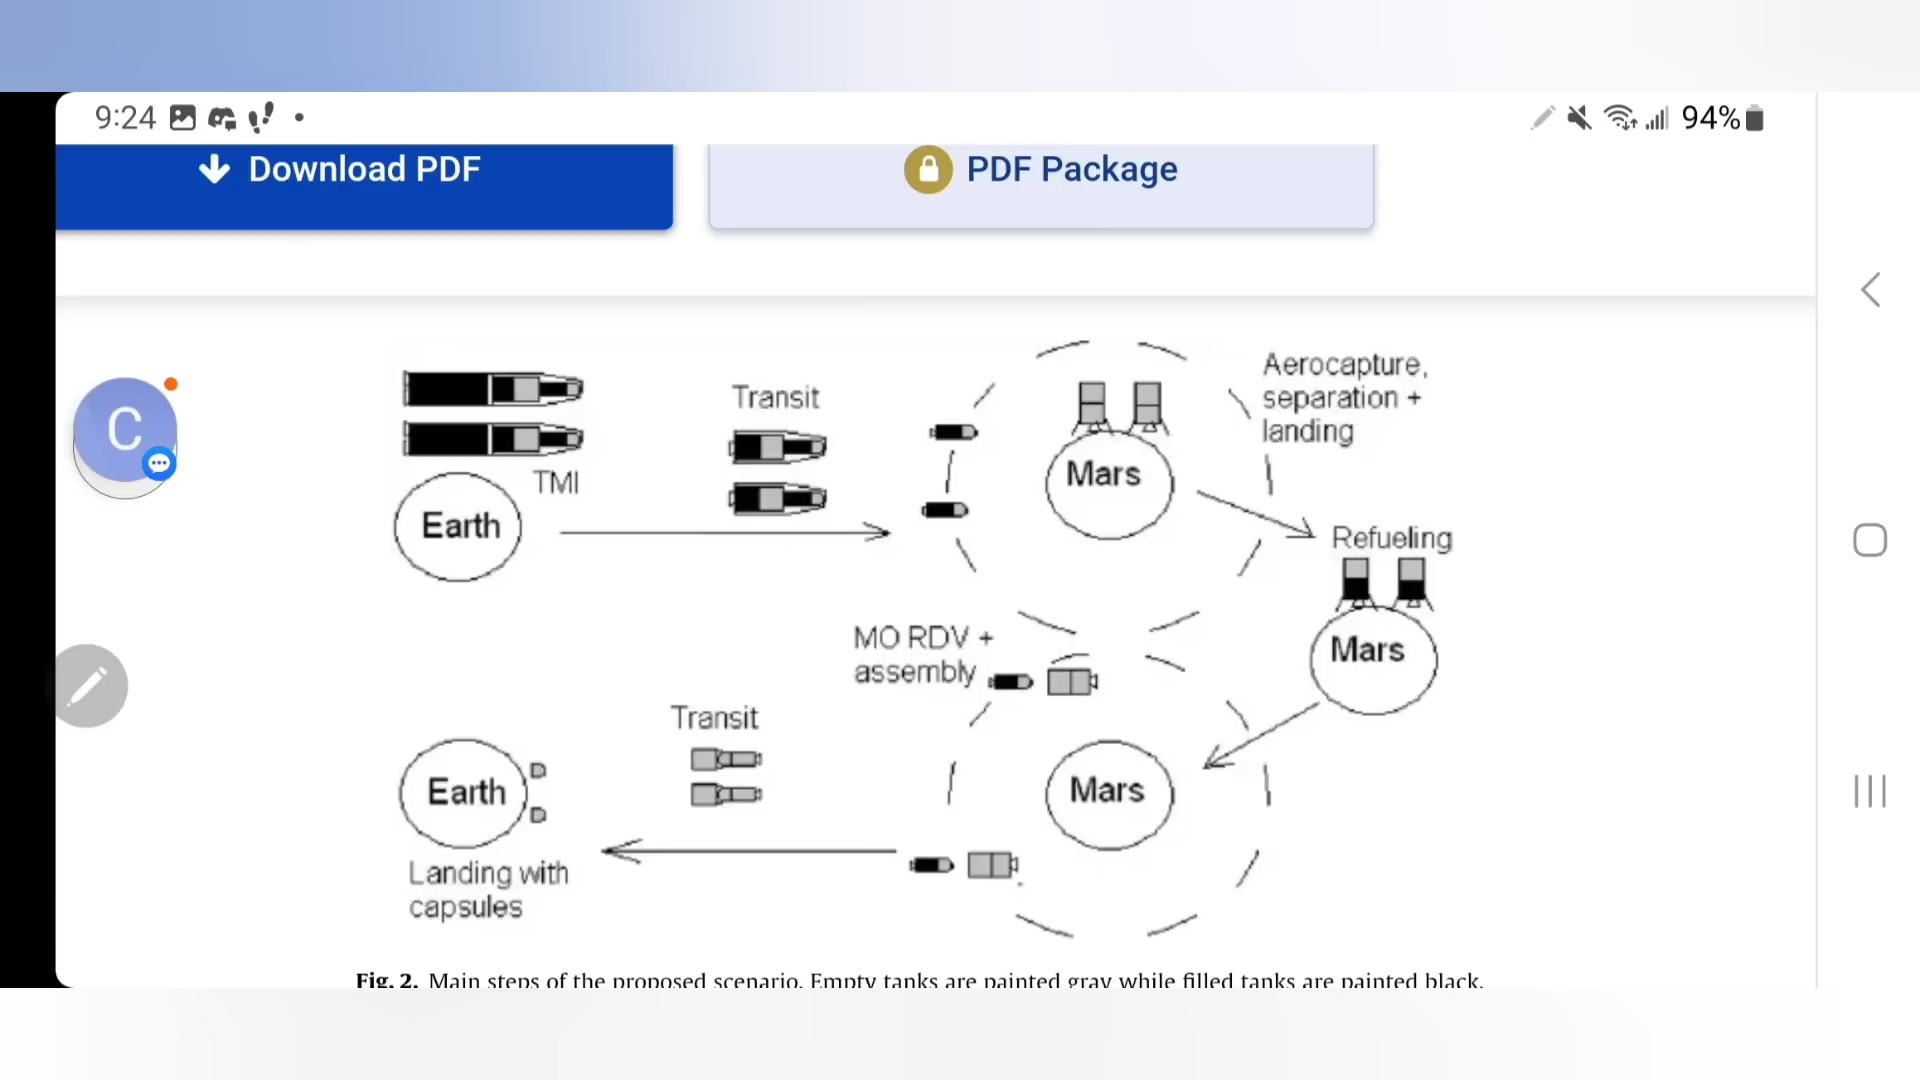 9:24
94%
Download PDF
PDF Package
Aerocapture,
separation +
landing
Transit
TMI
Earth
Mars
Refueling
Mars
MO RDV +
assembly
Transit
Earth
Mars
Landing with
capsules
C
Fig. 2. Main steps of the proposed scenario. Empty tanks are painted gray while filled tanks are painted black.